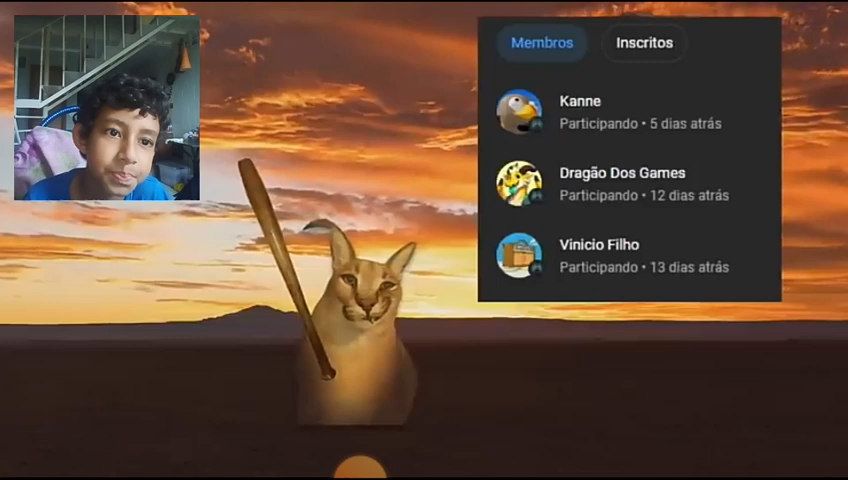 Membros
Inscritos
Kanne
Participando • 5 dias atrás
Dragão Dos Games
Participando • 12 dias atrás
Vinicio Filho
Participando • 13 dias atrás